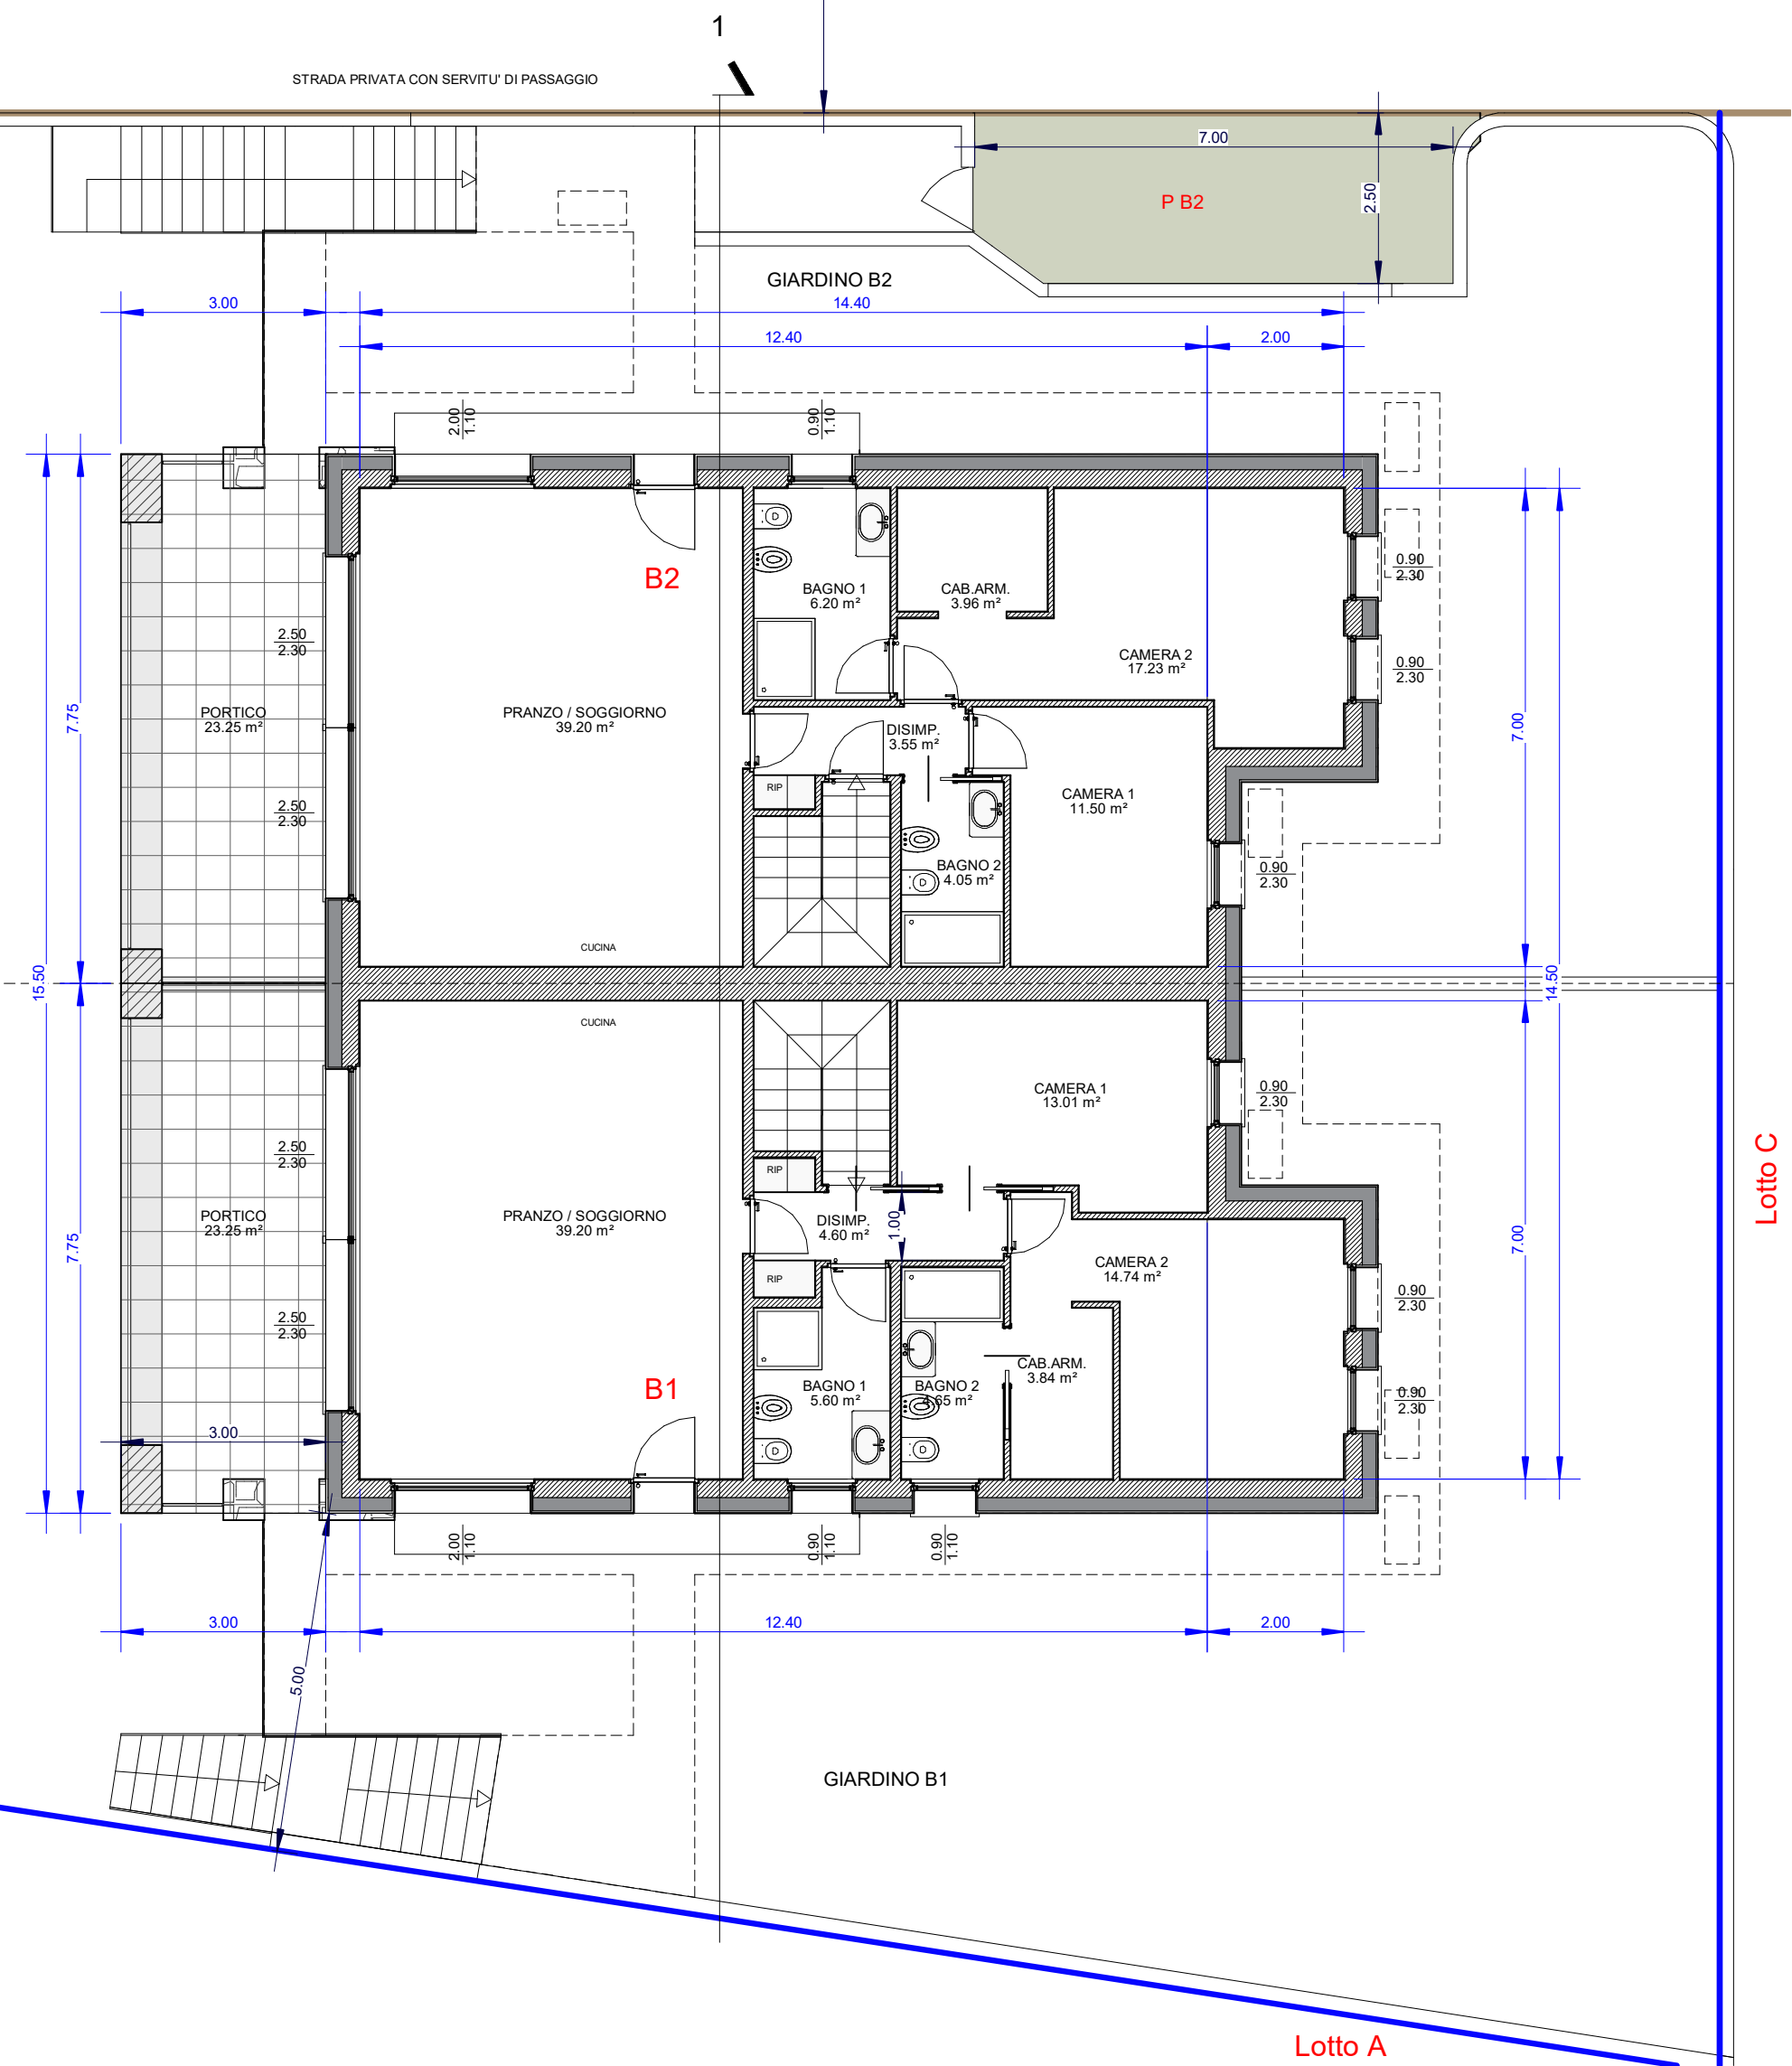 1
STRADA PRIVATA CON SERVITU' DI PASSAGGIO
7.00
P B2
2.50
GIARDINO B2
3.00
14.40
12.40
2.00
2.00
1.10
0.90
1.10
B2
BAGNO 1
6.20 m²
CAB.ARM.
3.96 m²
0.90
2.30
2.50
2.30
CAMERA 2
17.23 m²
0.90
2.30
7.75
PORTICO
23.25 m²
PRANZO / SOGGIORNO
39.20 m²
DISIMP.
3.55 m²
7.00
RIP
CAMERA 1
11.50 m²
2.50
2.30
BAGNO 2
4.05 m²
0.90
2.30
CUCINA
15.50
14.50
CUCINA
CAMERA 1
13.01 m²
0.90
2.30
2.50
2.30
RIP
Lotto C
PORTICO
23.25 m²
PRANZO / SOGGIORNO
39.20 m²
DISIMP.
4.60 m²
1.00
7.75
7.00
CAMERA 2
14.74 m²
RIP
0.90
2.30
2.50
2.30
B1
BAGNO 1
5.60 m²
BAGNO 2
4.65 m²
CAB.ARM.
3.84 m²
0.90
2.30
3.00
2.00
1.10
0.90
1.10
0.90
1.10
3.00
12.40
2.00
5.00
GIARDINO B1
Lotto A